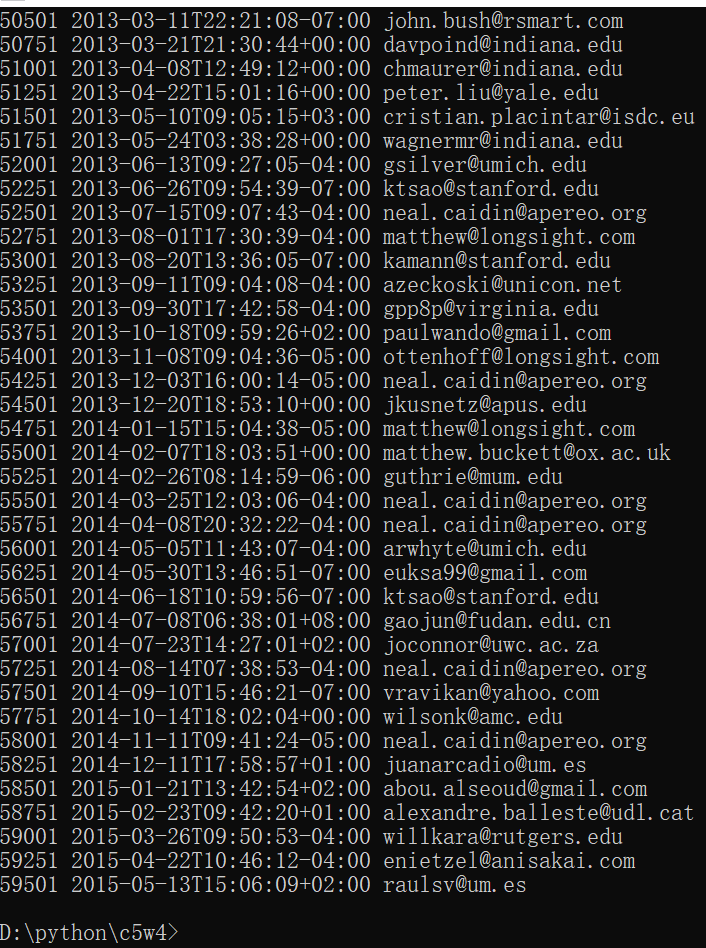 50501 2013-03-11T22:21:08-07:00 john.bush@rsmart.com
50751 2013-03-21T21:30:44+00:00 davpoind@indiana.edu
51001 2013-04-08T12:49:12+00:00 chmaurer@indiana.edu
51251 2013-04-22T15:01:16+00:00 peter.liu@yale.edu
51501 2013-05-10T09:05:15+03:00 cristian.placintar@isdc.eu
51751 2013-05-24T03:38:28+00:00 wagnermr@indiana.edu
52001 2013-06-13T09:27:05-04:00 gsilver@umich.edu
52251 2013-06-26T09:54:39-07:00 ktsao@stanford.edu
52501 2013-07-15T09:07:43-04:00 neal.caidin@apereo.org
52751 2013-08-01T17:30:39-04:00 matthew@longsight.com
53001 2013-08-20T13:36:05-07:00 kamann@stanford.edu
53251 2013-09-11T09:04:08-04:00 azeckoski@unicon.net
53501 2013-09-30T17:42:58-04:00 gpp8p@virginia.edu
53751 2013-10-18T09:59:26+02:00 paulwando@gmail.com
54001 2013-11-08T09:04:36-05:00 ottenhoff@longsight.com
54251 2013-12-03T16:00:14-05:00 neal.caidin@apereo.org
54501 2013-12-20T18:53:10+00:00 jkusnetz@apus.edu
54751 2014-01-15T15:04:38-05:00 matthew@longsight.com
55001 2014-02-07T18:03:51+00:00 matthew.buckett@ox.ac.uk
55251 2014-02-26T08:14:59-06:00 guthrie@mum.edu
55501 2014-03-25T12:03:06-04:00 neal.caidin@apereo.org
55751 2014-04-08T20:32:22-04:00 neal.caidin@apereo.org
56001 2014-05-05T11:43:07-04:00 arwhyte@umich.edu
56251 2014-05-30T13:46:51-07:00 euksa99@gmail.com
56501 2014-06-18T10:59:56-07:00 ktsao@stanford.edu
56751 2014-07-08T06:38:01+08:00 gaojun@fudan.edu.cn
57001 2014-07-23T14:27:01+02:00 joconnor@uwc.ac.za
57251 2014-08-14T07:38:53-04:00 neal.caidin@apereo.org
57501 2014-09-10T15:46:21-07:00 vravikan@yahoo.com
57751 2014-10-14T18:02:04+00:00 wilsonk@amc.edu
58001 2014-11-11T09:41:24-05:00 neal.caidin@apereo.org
58251 2014-12-11T17:58:57+01:00 juanarcadio@um.es
58501 2015-01-21T13:42:54+02:00 abou.alseoud@gmail.com
58751 2015-02-23T09:42:20+01:00 alexandre.balleste@udl.cat
59001 2015-03-26T09:50:53-04:00 willkara@rutgers.edu
59251 2015-04-22T10:46:12-04:00 enietzel@anisakai.com
59501 2015-05-13T15:06:09+02:00 raulsv@um.es
D:\python\c5w4>